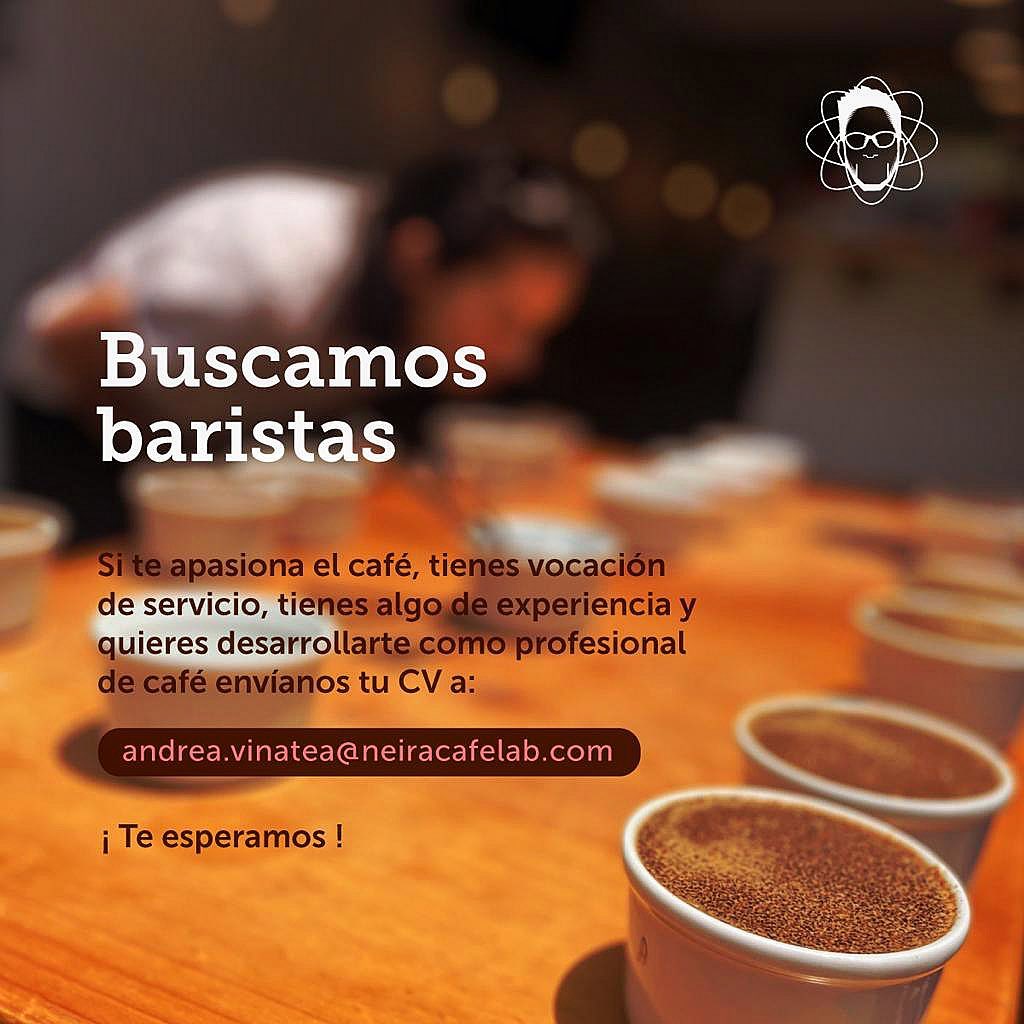 Buscamos
baristas
Si te apasiona el café, tienes vocación
de servicio, tienes algo de experiencia y
quieres desarrollarte como profesional
de café envíanos tu CV a:
andrea.vinatea@neiracafelab.com
¡ Te esperamos !